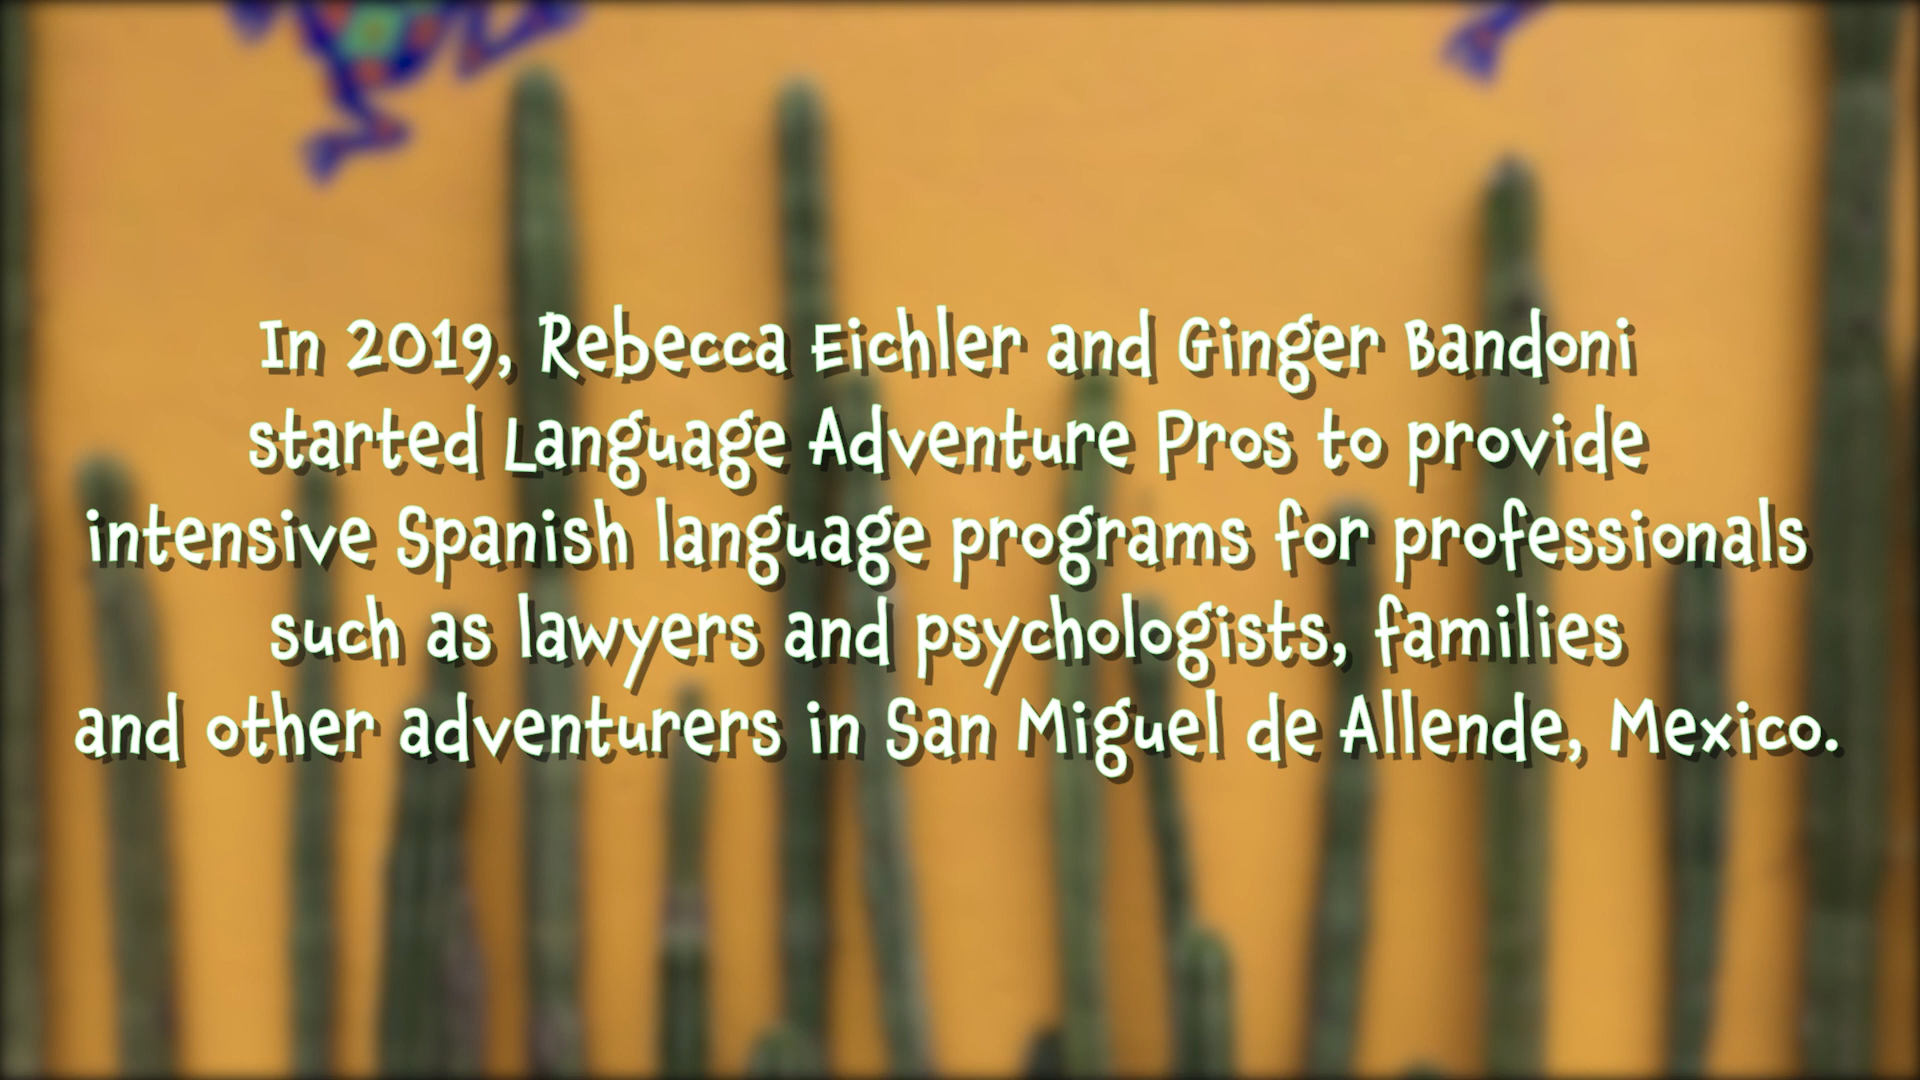 In 2019, Rebecca Eichler and Ginger Bandoni
started Language Adventure Pros to provide
intensive Spanish language programs for professionals
such as lawyers and psychologists, families
and other adventurers in San Miguel de Allende, Mexico.